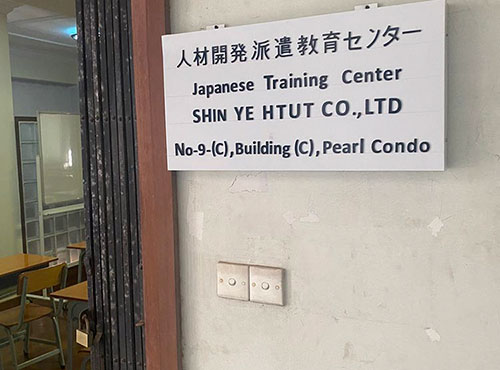 人材開発派遣教育センター
Japanese Training Center
SHIN YE HTUT CO.,LTD
No-9-(C),Building (C), Pearl Condo